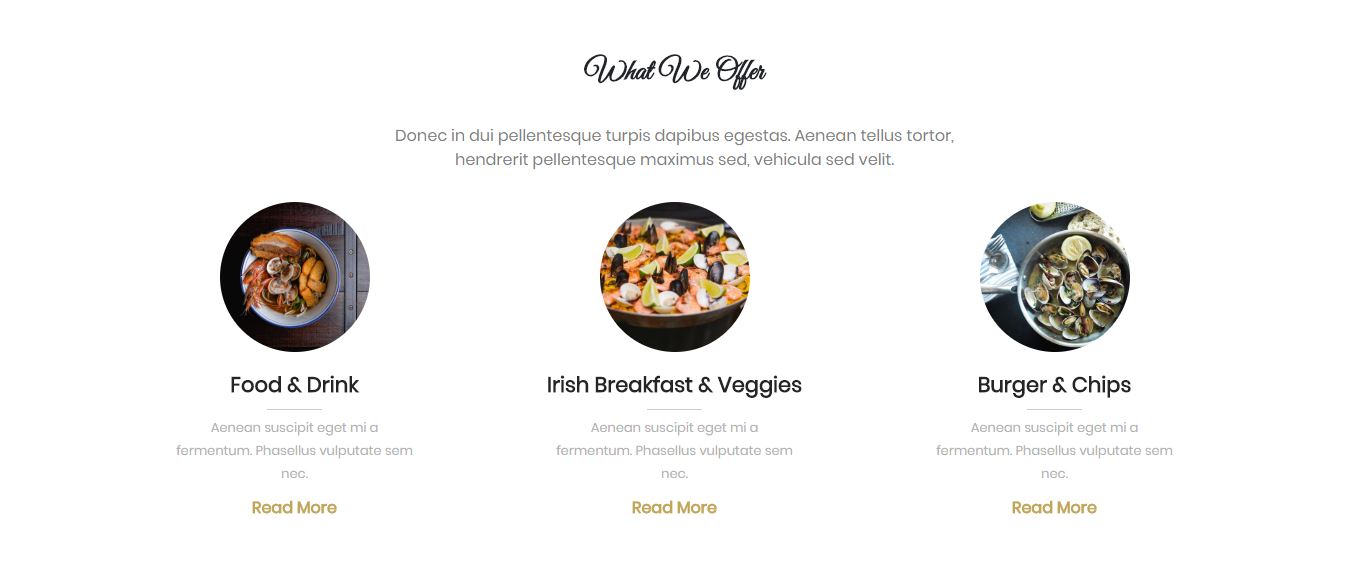 What We Offer
Donec in dui pellentesque turpis dapibus egestas. Aenean tellus tortor,
hendrerit pellentesque maximus sed, vehicula sed velit.
Food & Drink
Aenean suscipit eget mi a
fermentum. Phasellus vulputate sem
nec.
Read More
Irish Breakfast & Veggies
Aenean suscipit eget mi a
fermentum. Phasellus vulputate sem
nec.
Read More
Burger & Chips
Aenean suscipit eget mi a
fermentum. Phasellus vulputate sem
nec.
Read More